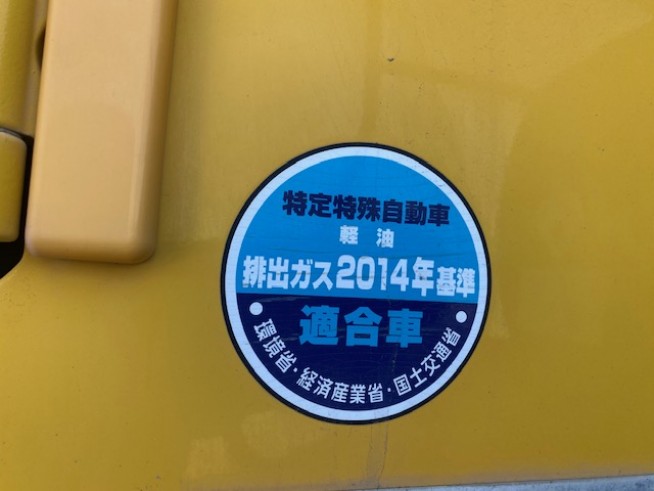 特定特殊自動車
軽油
排出ガス2014年基準
適合車
環境省・経済産業省・国土交通省